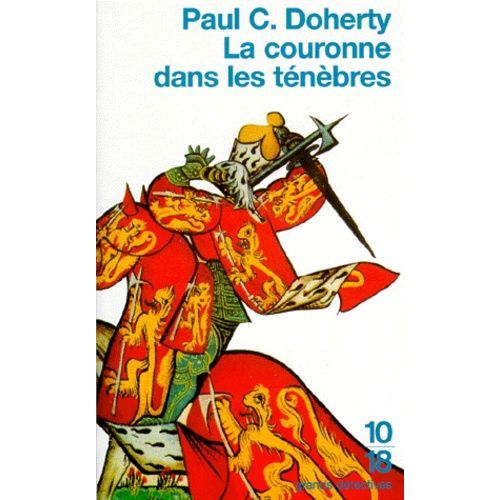 Paul C. Doherty
La couronne
dans les ténèbres
10
18
grands détectives